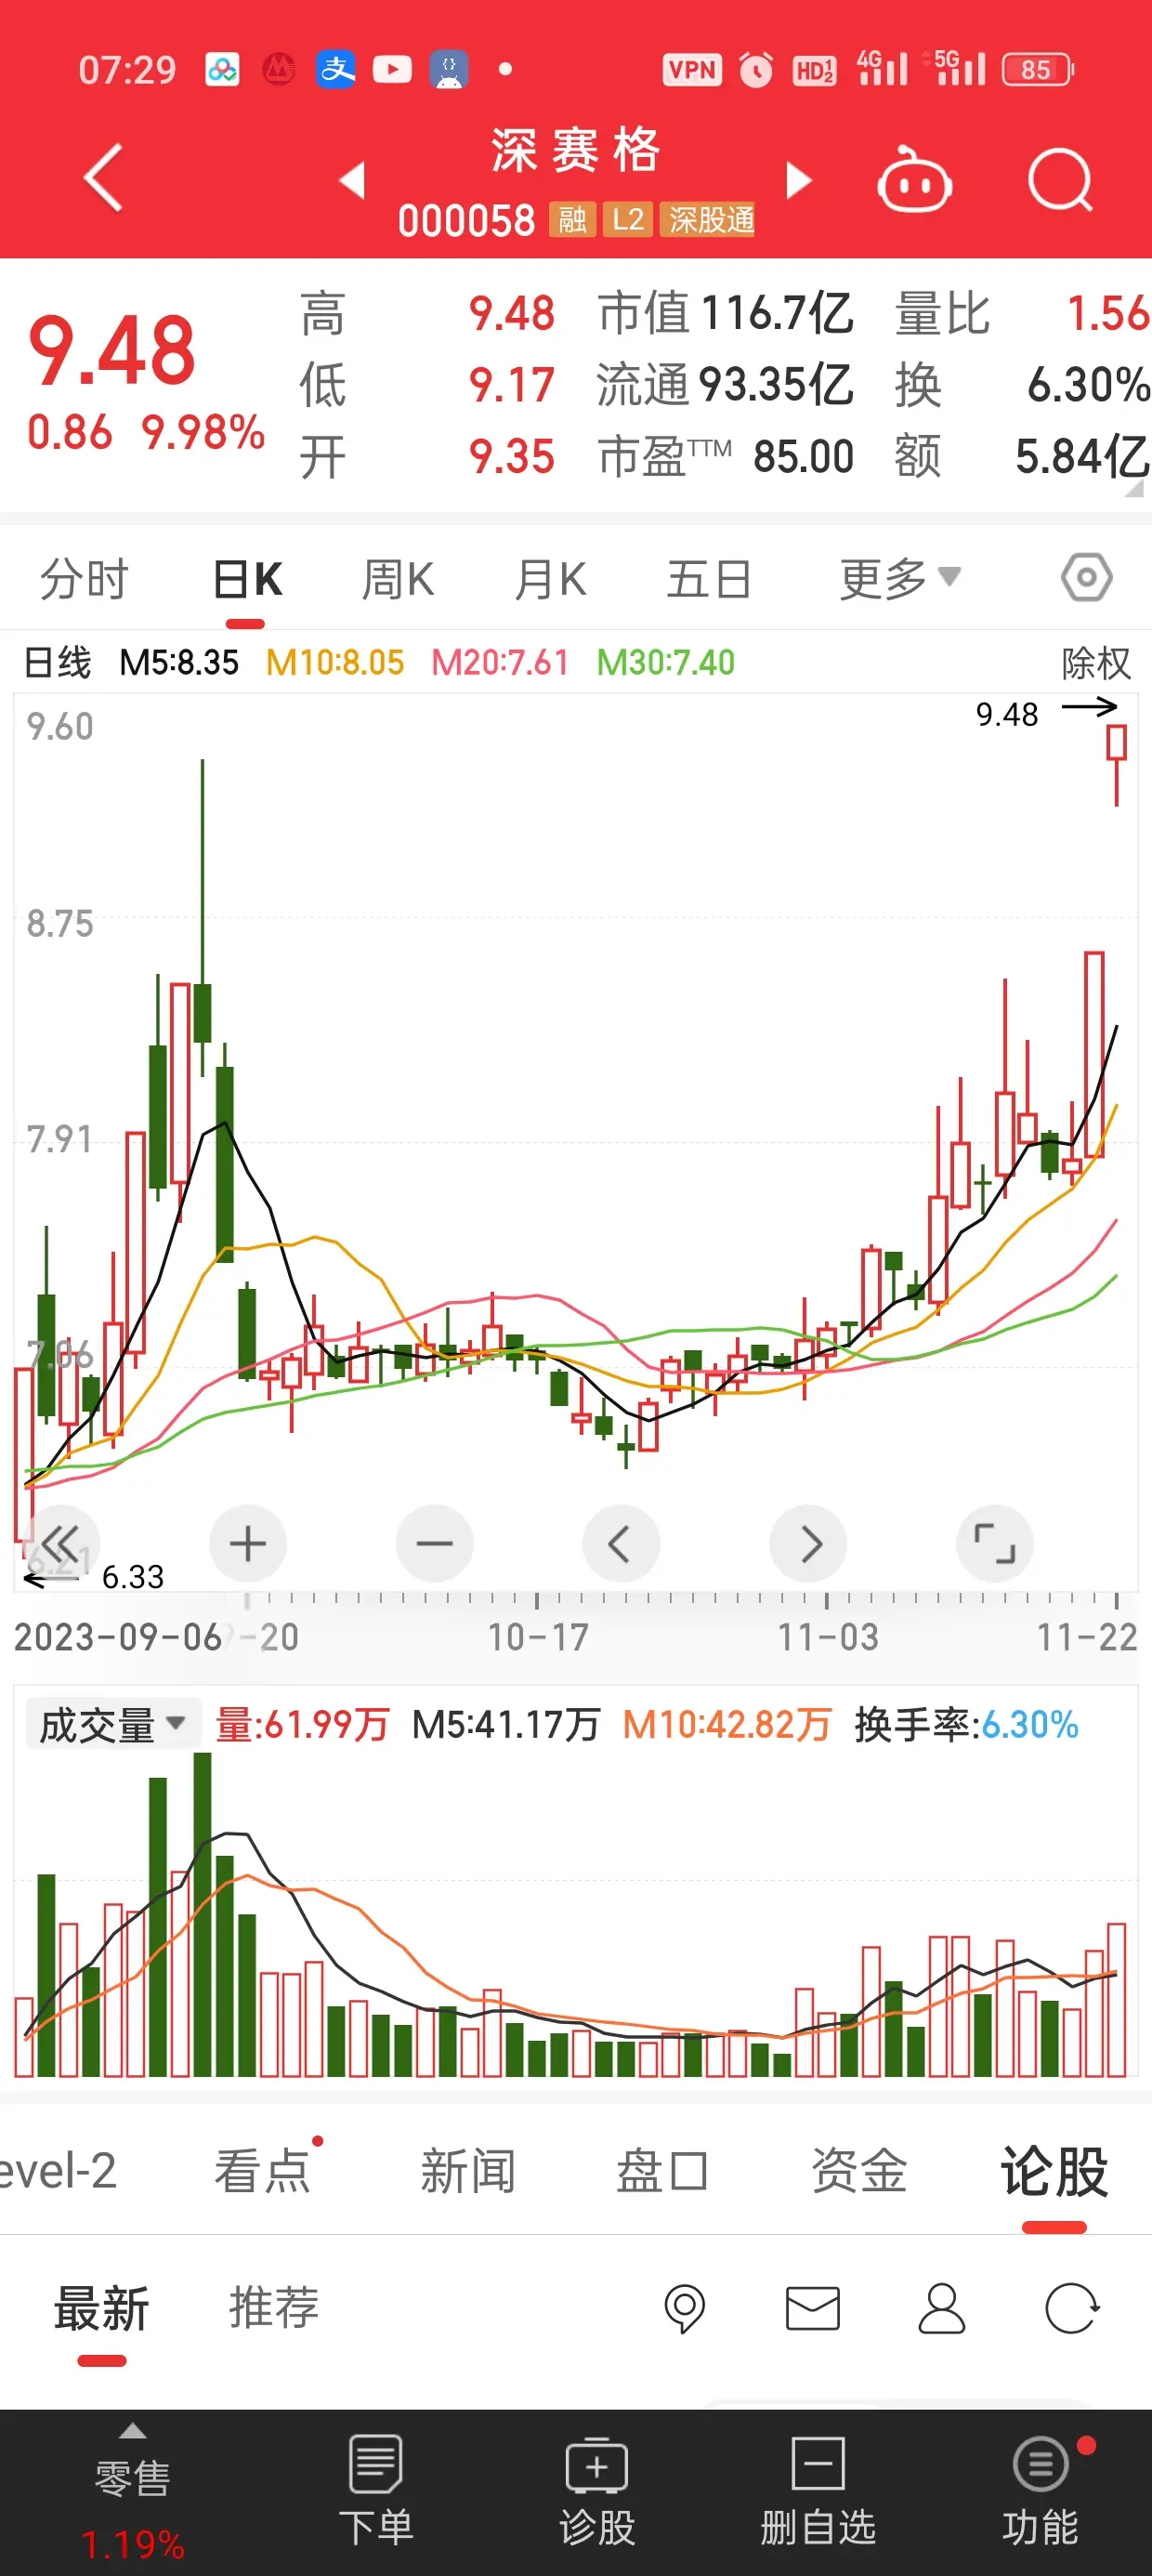 07:29 VPN HD 1 2 4G 5G 85
深赛格
000058 融 L2 深股通
9.48
0.86 9.98%
高 9.48 市值 116.7亿 量比 1.56
低 9.17 流通 93.35亿 换 6.30%
开 9.35 市盈TTM 85.00 额 5.84亿
分时 日K 周K 月K 五日 更多
日线 M5:8.35 M10:8.05 M20:7.61 M30:7.40 除权
9.60
9.48
8.75
7.91
7.06
6.21
6.33
2023-09-06 -20 10-17 11-03 11-22
成交量 量:61.99万 M5:41.17万 M10:42.82万 换手率:6.30%
evel-2 看点 新闻 盘口 资金 论股
最新 推荐
零售 下单 诊股 删自选 功能
1.19%